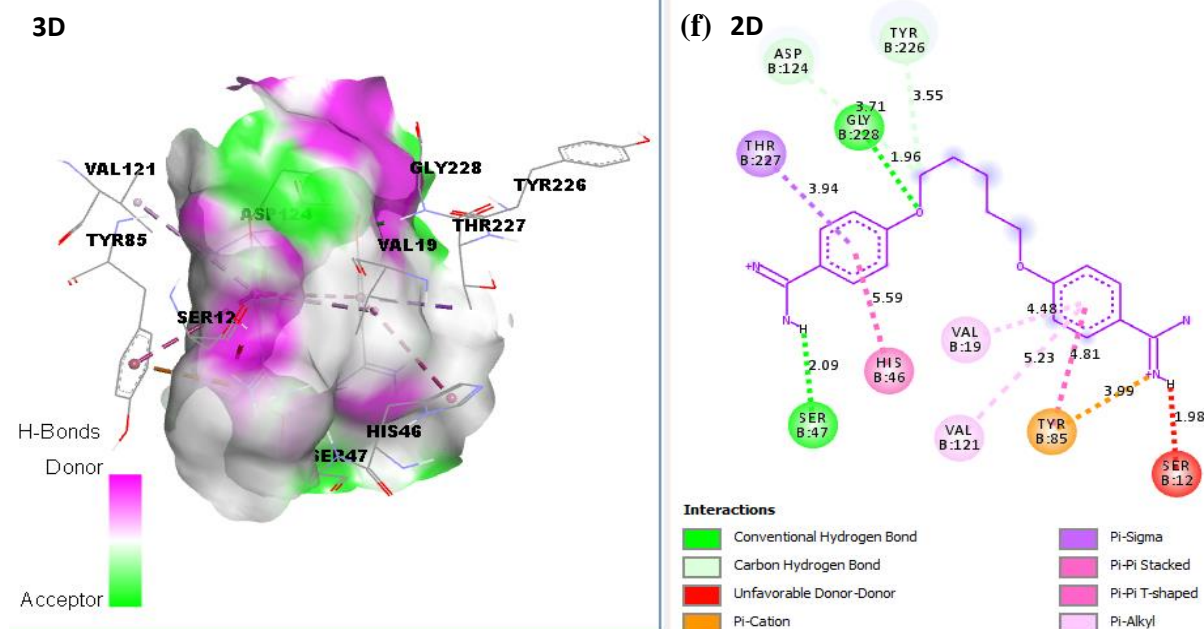 3D
VAL121
GLY228
TYR226
ASP124
TYR85
VAL19
THR227
SER12
HIS46
SER47
H-Bonds
Donor
Acceptor
(f) 2D
TYR
B:226
ASP
B:124
3.55
3.71
GLY
B:228
1.96
THR
B:227
3.94
+N
N
H
O
5.59
O
4.48
VAL
B:19
HIS
B:46
5.23
4.81
N
2.09
3.99
+N
H
SER
B:47
VAL
B:121
TYR
B:85
1.98
SER
B:12
Interactions
Conventional Hydrogen Bond
Carbon Hydrogen Bond
Unfavorable Donor-Donor
Pi-Cation
Pi-Sigma
Pi-Pi Stacked
Pi-Pi T-shaped
Pi-Alkyl